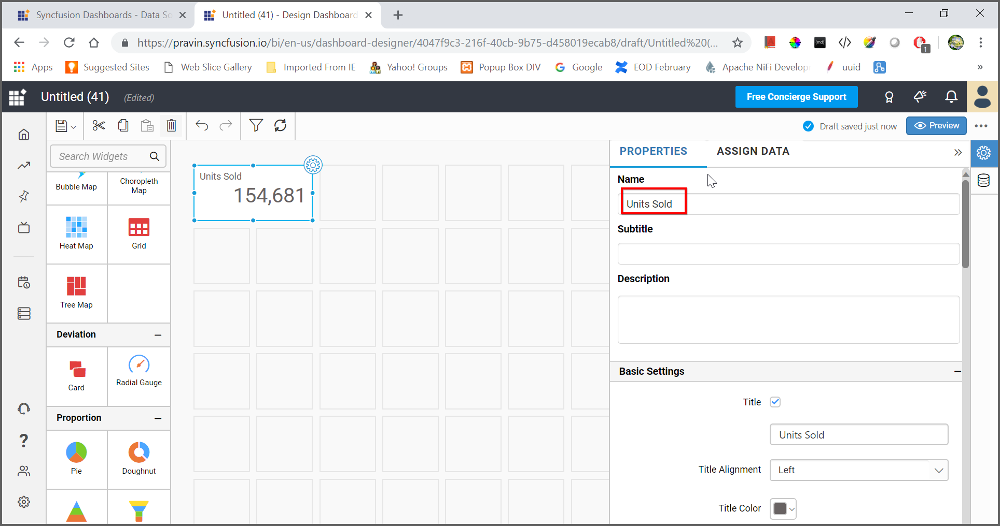 Syncfusion Dashboards - Data So
Untitled (41) - Design Dashboard
https://pravin.syncfusion.io/bi/en-us/dashboard-designer/4047f9c3-216f-40cb-9b75-d458019ecab8/draft/Untitled%20(...
(md)
1
Apps
Suggested Sites
Web Slice Gallery
Imported From IE
Yahoo! Groups
Popup Box DIV
Google
EOD February
Apache NiFi Develop
uuid
»
Untitled (41)
(Edited)
Free Concierge Support
Draft saved just now
Preview
Search Widgets
PROPERTIES
ASSIGN DATA
Bubble Map
Choropleth
Map
Units Sold
154,681
Name
Units Sold
Subtitle
Heat Map
Grid
Description
Tree Map
Deviation
Basic Settings
Card
Radial Gauge
Title
Units Sold
Proportion
Pie
Doughnut
Title Alignment
Left
Title Color